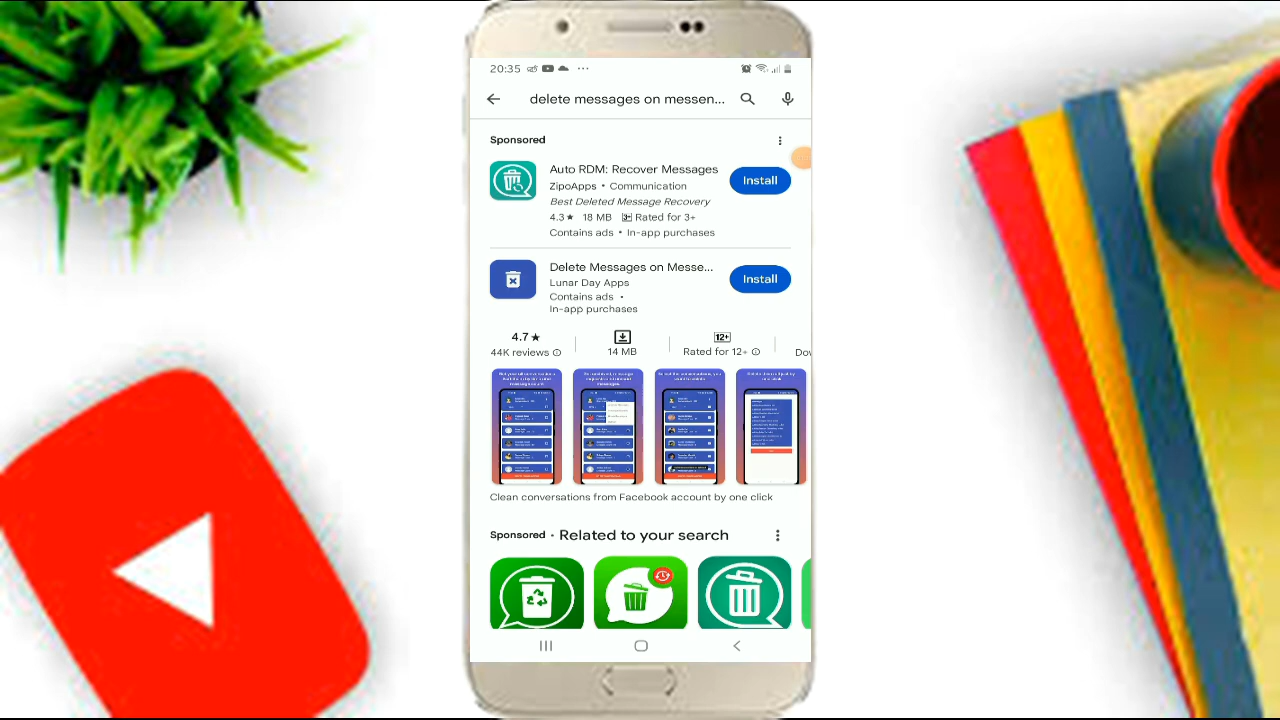 20:35
delete messages on messen...
Sponsored
Auto RDM: Recover Messages
ZipoApps • Communication
Best Deleted Message Recovery
4.3★ 18 MB 3+ Rated for 3+
Contains ads • In-app purchases
Install
Delete Messages on Messe...
Lunar Day Apps
Contains ads •
In-app purchases
Install
4.7★
44K reviews
14 MB
12+
Rated for 12+
Dov
Clean conversations from Facebook account by one click
Sponsored • Related to your search